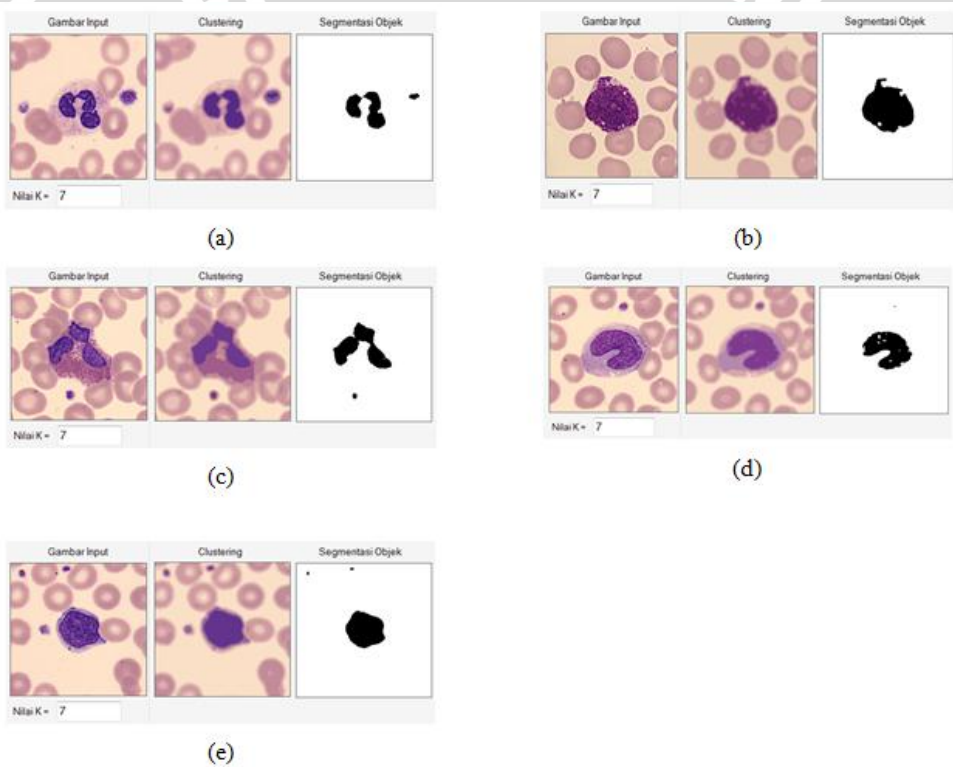 Gambar Input Clustering Segmentasi Objek
Nilai K = 7
(a)
Gambar Input Clustering Segmentasi Objek
Nilai K = 7
(b)
Gambar Input Clustering Segmentasi Objek
Nilai K = 7
(c)
Gambar Input Clustering Segmentasi Objek
Nilai K = 7
(d)
Gambar Input Clustering Segmentasi Objek
Nilai K = 7
(e)